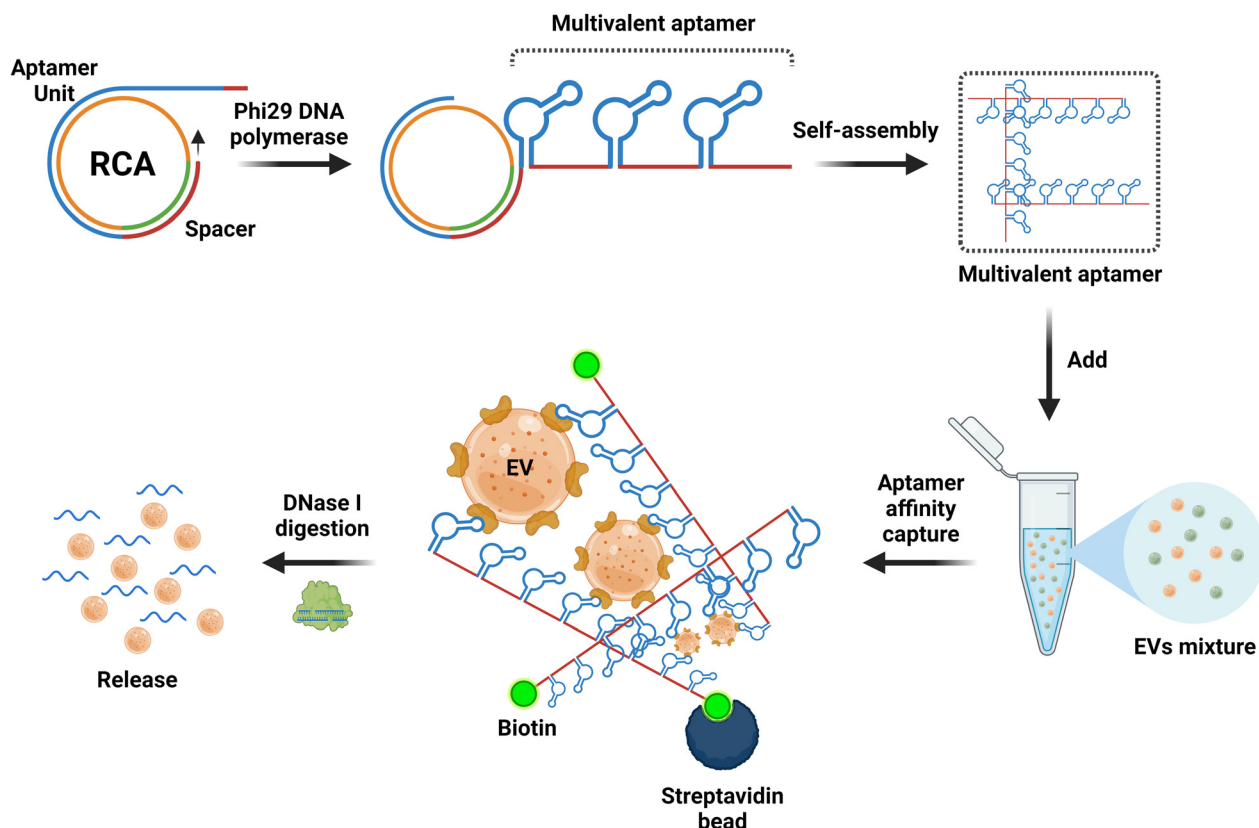 Multivalent aptamer
Aptamer
Unit
Phi29 DNA
polymerase
Self-assembly
RCA
Spacer
Multivalent aptamer
Add
EV
DNase I
digestion
Aptamer
affinity
capture
EVs mixture
Release
Biotin
Streptavidin
bead